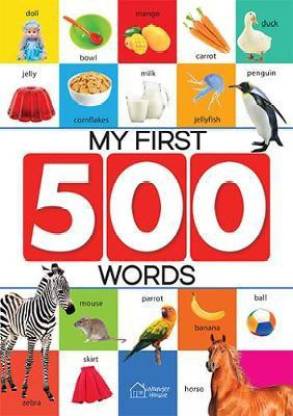 doll
bowl
mango
carrot
duck
jelly
cornflakes
milk
jellyfish
penguin
MY FIRST
500
WORDS
zebra
mouse
parrot
banana
ball
skirt
Wonder
House
horse